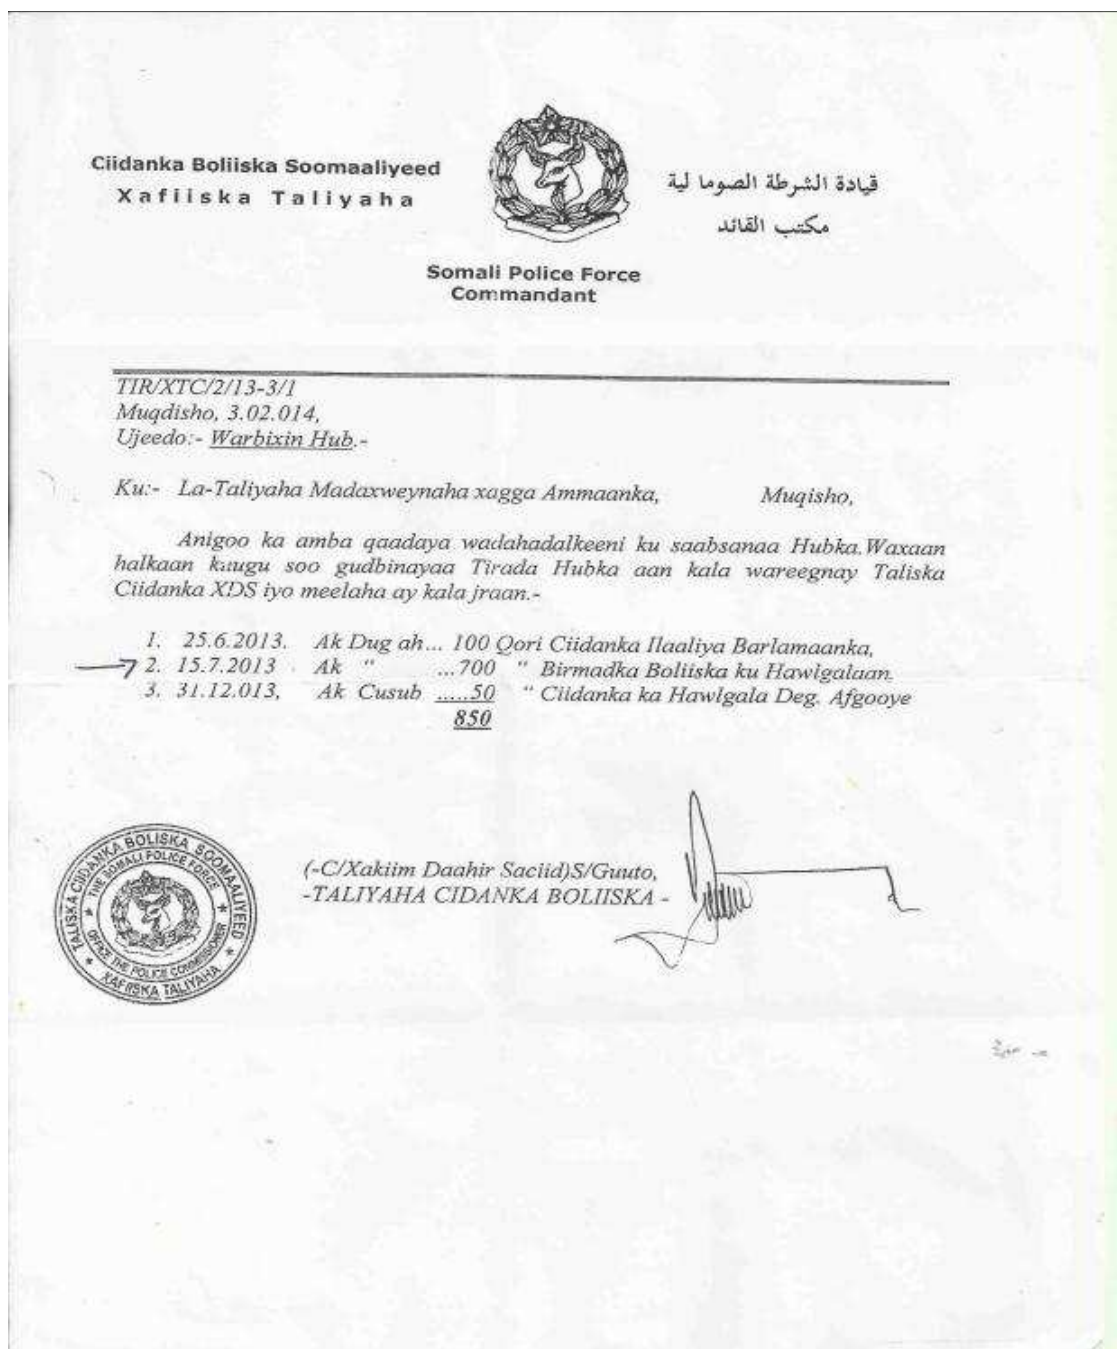 Ciidanka Boliiska Soomaaliyeed
Xafiiska Taliyaha
قيادة الشرطة الصوما لية
مكتب القائد
Somali Police Force
Commandant
TIR/XTC/2/13-3/1
Muqdisho, 3.02.014,
Ujeedo:- Warbixin Hub.-
Ku:- La-Taliyaha Madaxweynaha xagga Ammaanka, Muqisho,
Anigoo ka amba qaadaya wadahadalkeeni ku saabsanaa Hubka.Waxaan
halkaan kuugu soo gudbinayaa Tirada Hubka aan kala wareegnay Taliska
Ciidanka XDS iyo meelaha ay kala jraan.-
1. 25.6.2013. Ak Dug ah... 100 Qori Ciidanka Ilaaliya Barlamaanka,
2. 15.7.2013 Ak " ...700 " Birmadka Boliiska ku Hawlgalaan.
3. 31.12.013, Ak Cusub .....50 " Ciidanka ka Hawlgala Deg. Afgooye
850
(-C/Xakiim Daahir Saciid)S/Guuto,
-TALIYAHA CIDANKA BOLIISKA -
TALISKA CIIDANKA BOLISKA SOOMAALIYEED
THE SOMALI POLICE FORCE
OFFICE THE POLICE COMMISSIONER
XAFIISKA TALIYAHA